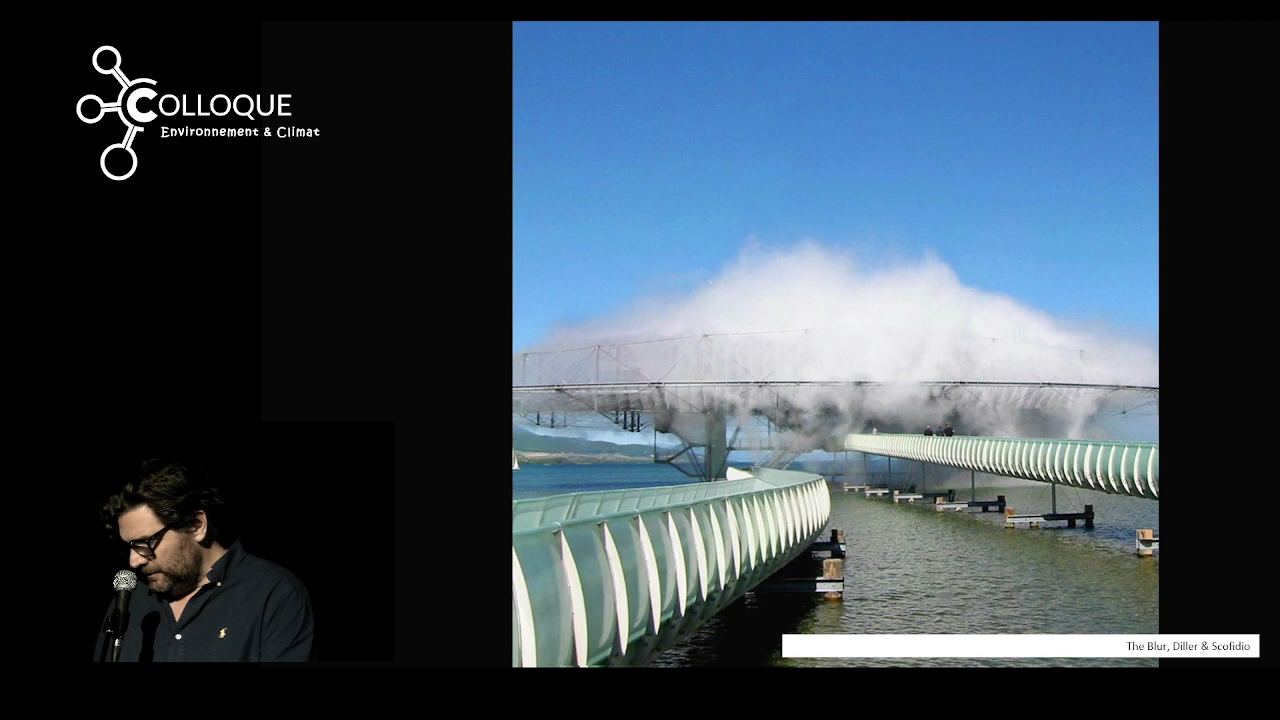 COLLOQUE
Environnement & Climat
The Blur, Diller & Scofidio